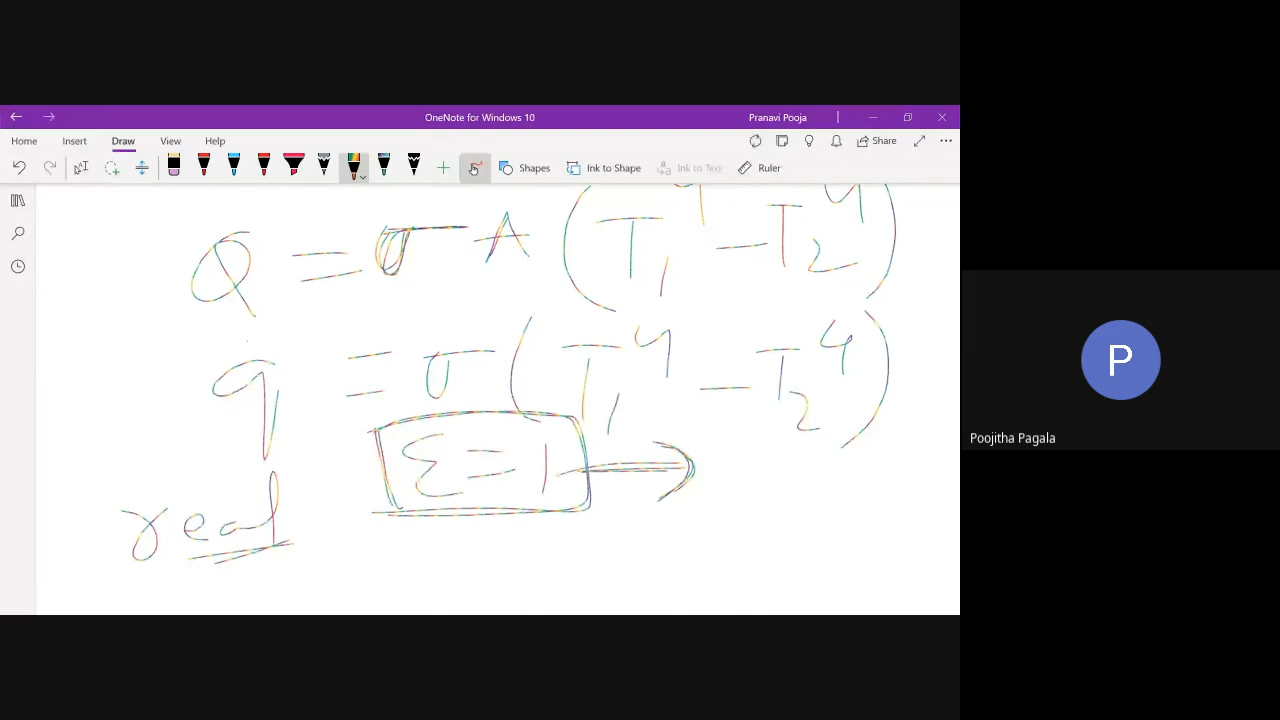 OneNote for Windows 10
Pranavi Pooja
Home Insert Draw View Help
Share
Shapes Ink to Shape Ink to Text Ruler
Q = σ A (T₁⁴ - T₂⁴)
q = σ (T₁⁴ - T₂⁴)
Σ = 1 →
real
P
Poojitha Pagala